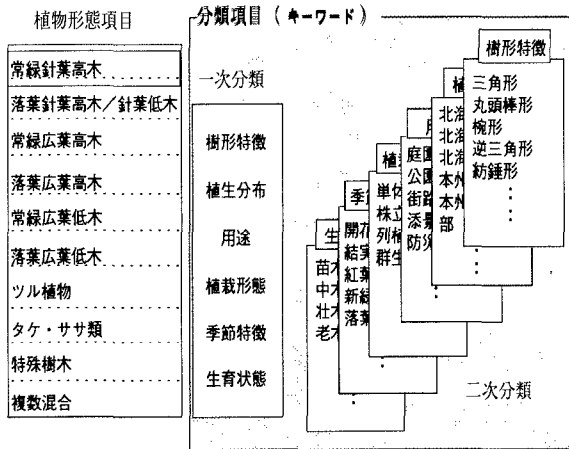 植物形態項目
常緑針葉高木
落葉針葉高木／針葉低木
常緑広葉高木
落葉広葉高木
常緑広葉低木
落葉広葉低木
ツル植物
タケ・ササ類
特殊樹木
複数混合
分類項目（キーワード）
一次分類
樹形特徴
植生分布
用途
植栽形態
季節特徴
生育状態
生
苗木
中木
壮木
老木
季節
開花
結実
紅葉
新緑
落葉
植栽
単体
株立
列植
群生
庭園
公園
街路
添景
防災
植
北海
北海
北海
本州
本州
部
樹形特徴
三角形
丸頭棒形
椀形
逆三角形
紡錘形
二次分類